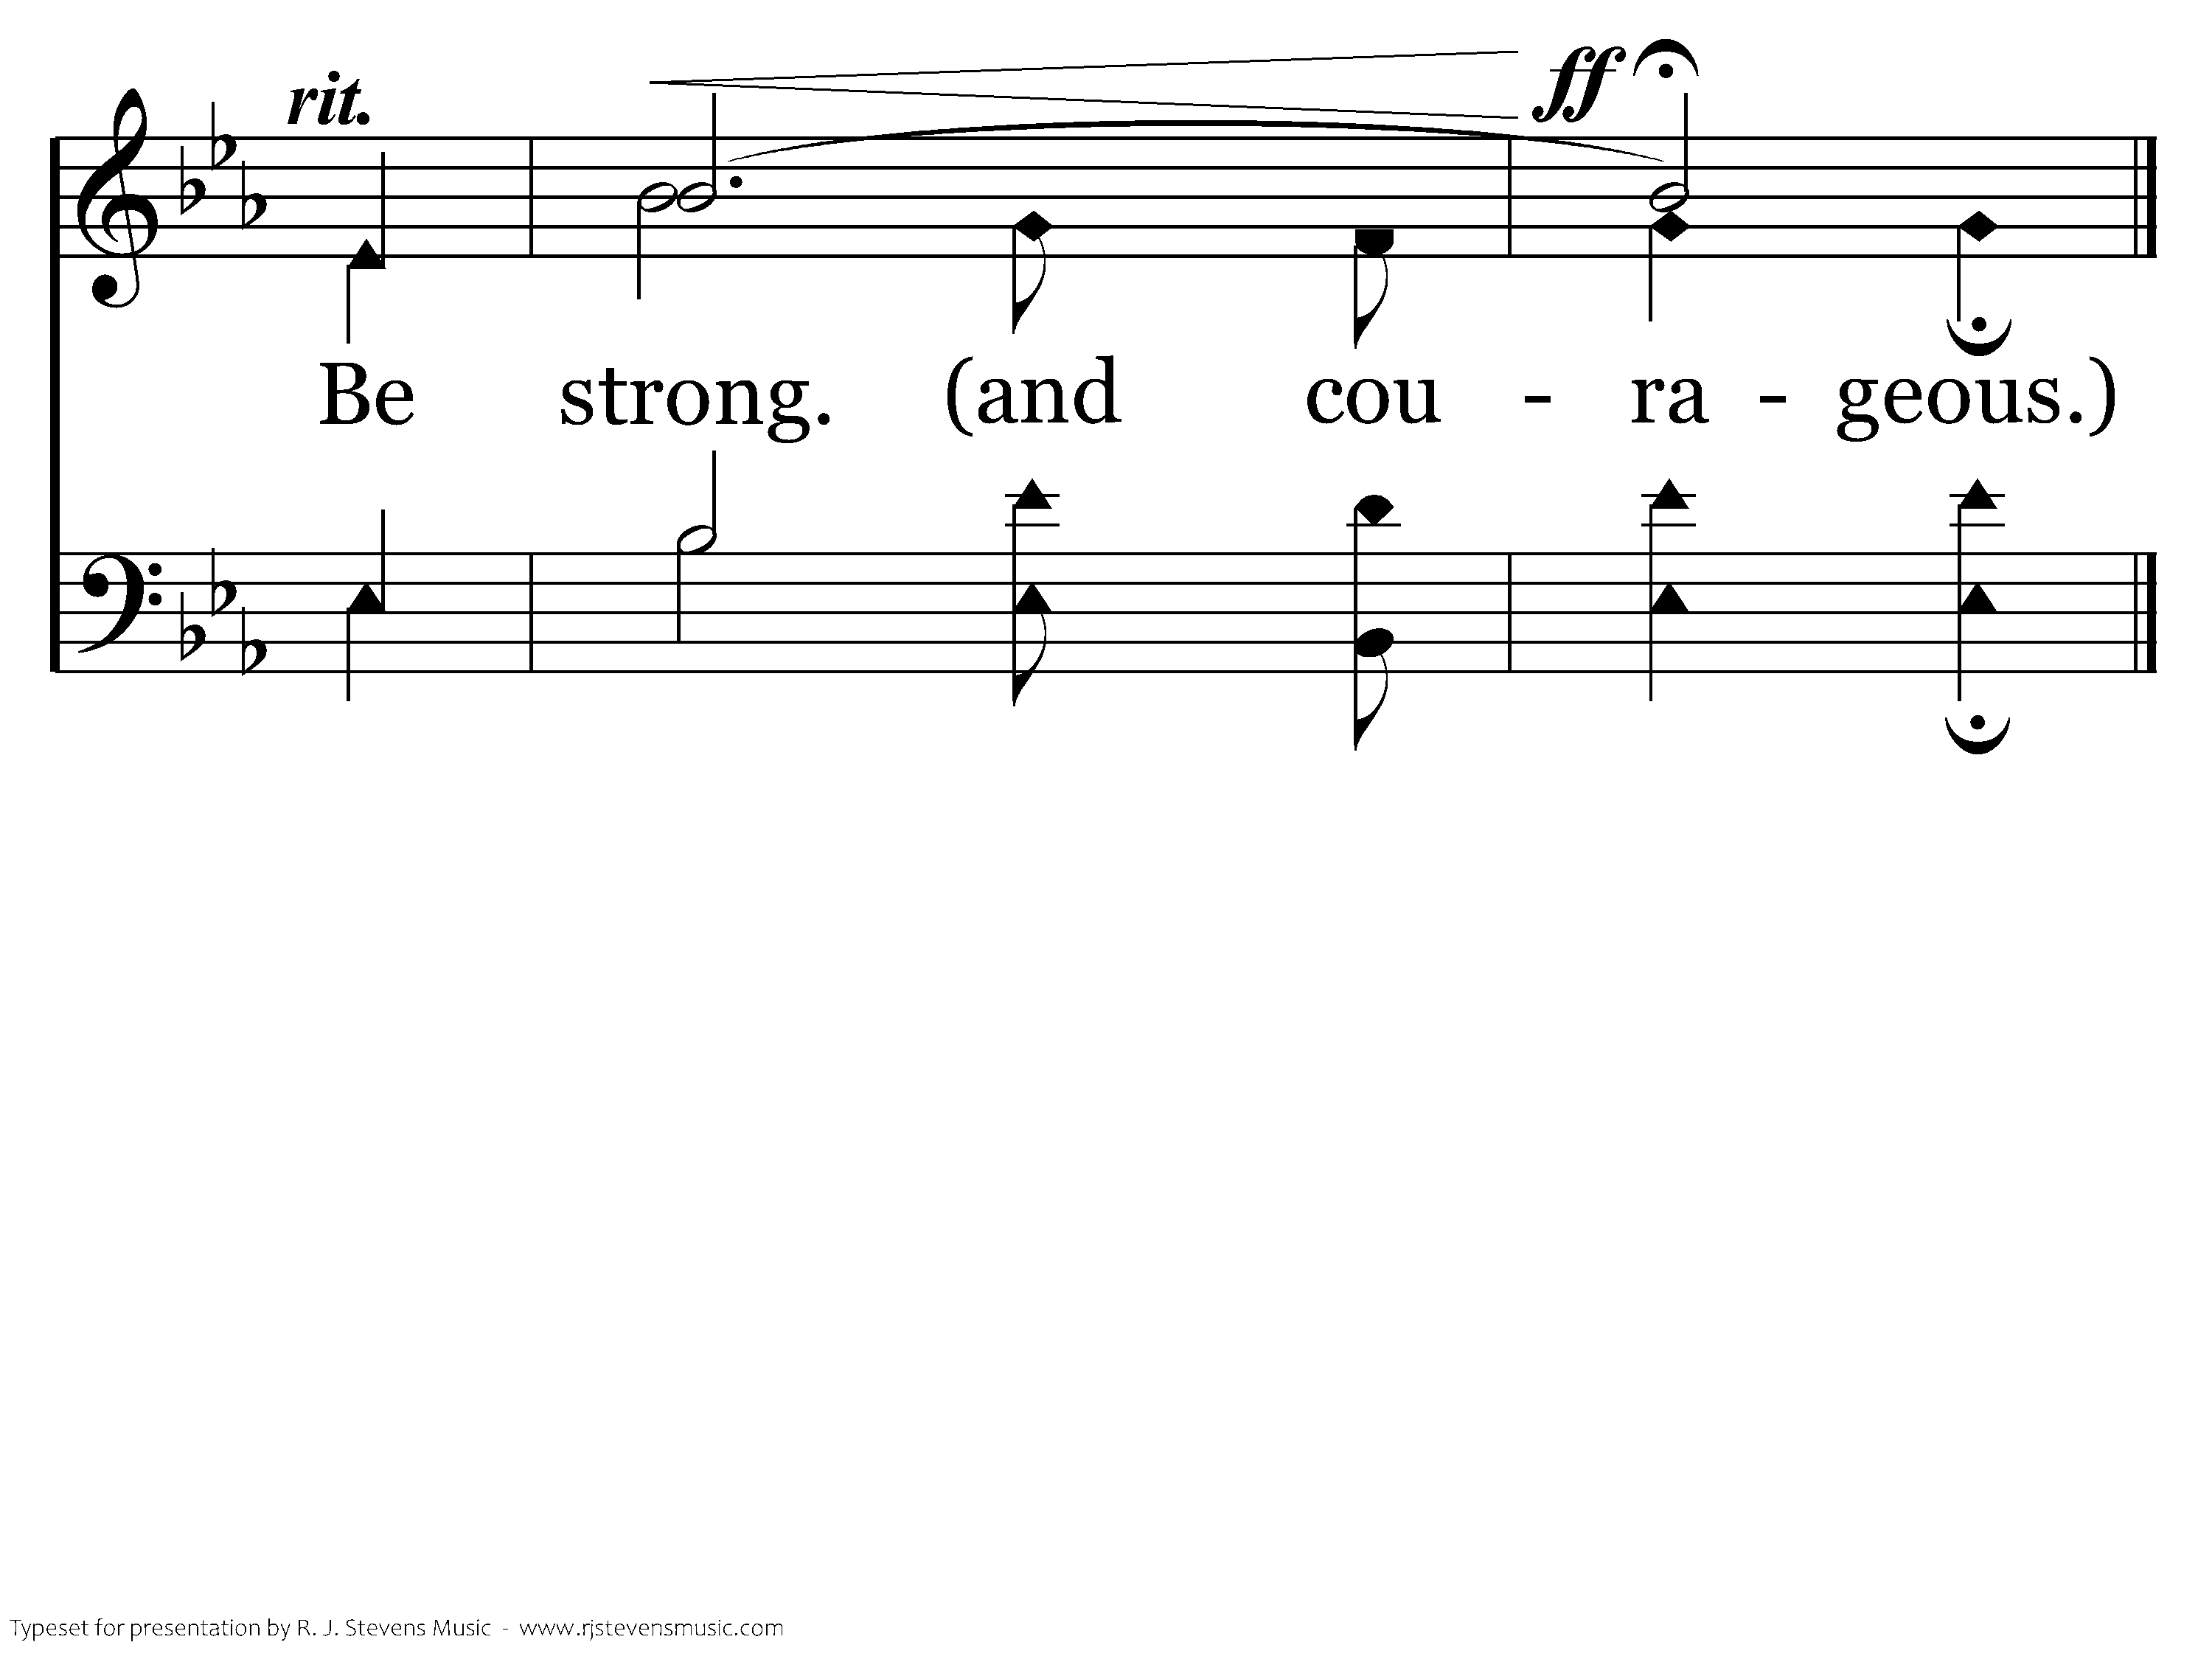 rit.
ff
Be strong. (and cou - ra - geous.)
Typeset for presentation by R. J. Stevens Music - www.rjstevensmusic.com